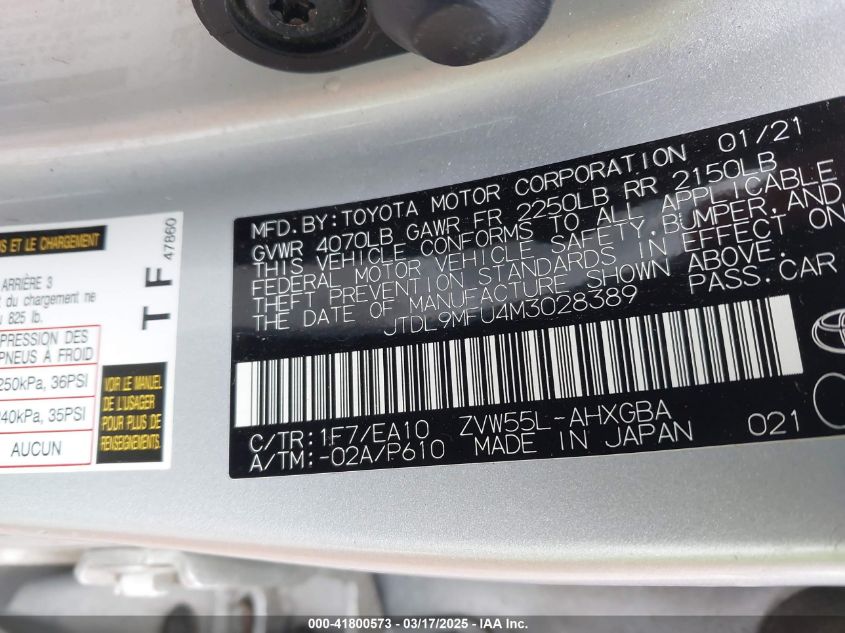 IS ET LE CHARGEMENT
ARRIÈRE 3
du chargement ne
825 lb.
PRESSION DES
PNEUS À FROID
250kPa, 36PSI
240kPa, 35PSI
AUCUN
VOIR LE MANUEL
DE L'USAGER
POUR PLUS DE
RENSEIGNEMENTS
T F
47860
MFD. BY: TOYOTA MOTOR CORPORATION 01/21
GVWR 4070LB GAWR FR 2250LB RR 2150LB
THIS VEHICLE CONFORMS TO ALL APPLICABLE
FEDERAL MOTOR VEHICLE SAFETY, BUMPER, AND
THEFT PREVENTION STANDARDS IN EFFECT ON
THE DATE OF MANUFACTURE SHOWN ABOVE.
JTDL9MFU4M3028389 PASS. CAR
C/TR: 1F7/EA10 ZVW55L-AHXGBA
A/TM: -02A/P610 MADE IN JAPAN 021
000-41800573 - 03/17/2025 - IAA Inc.